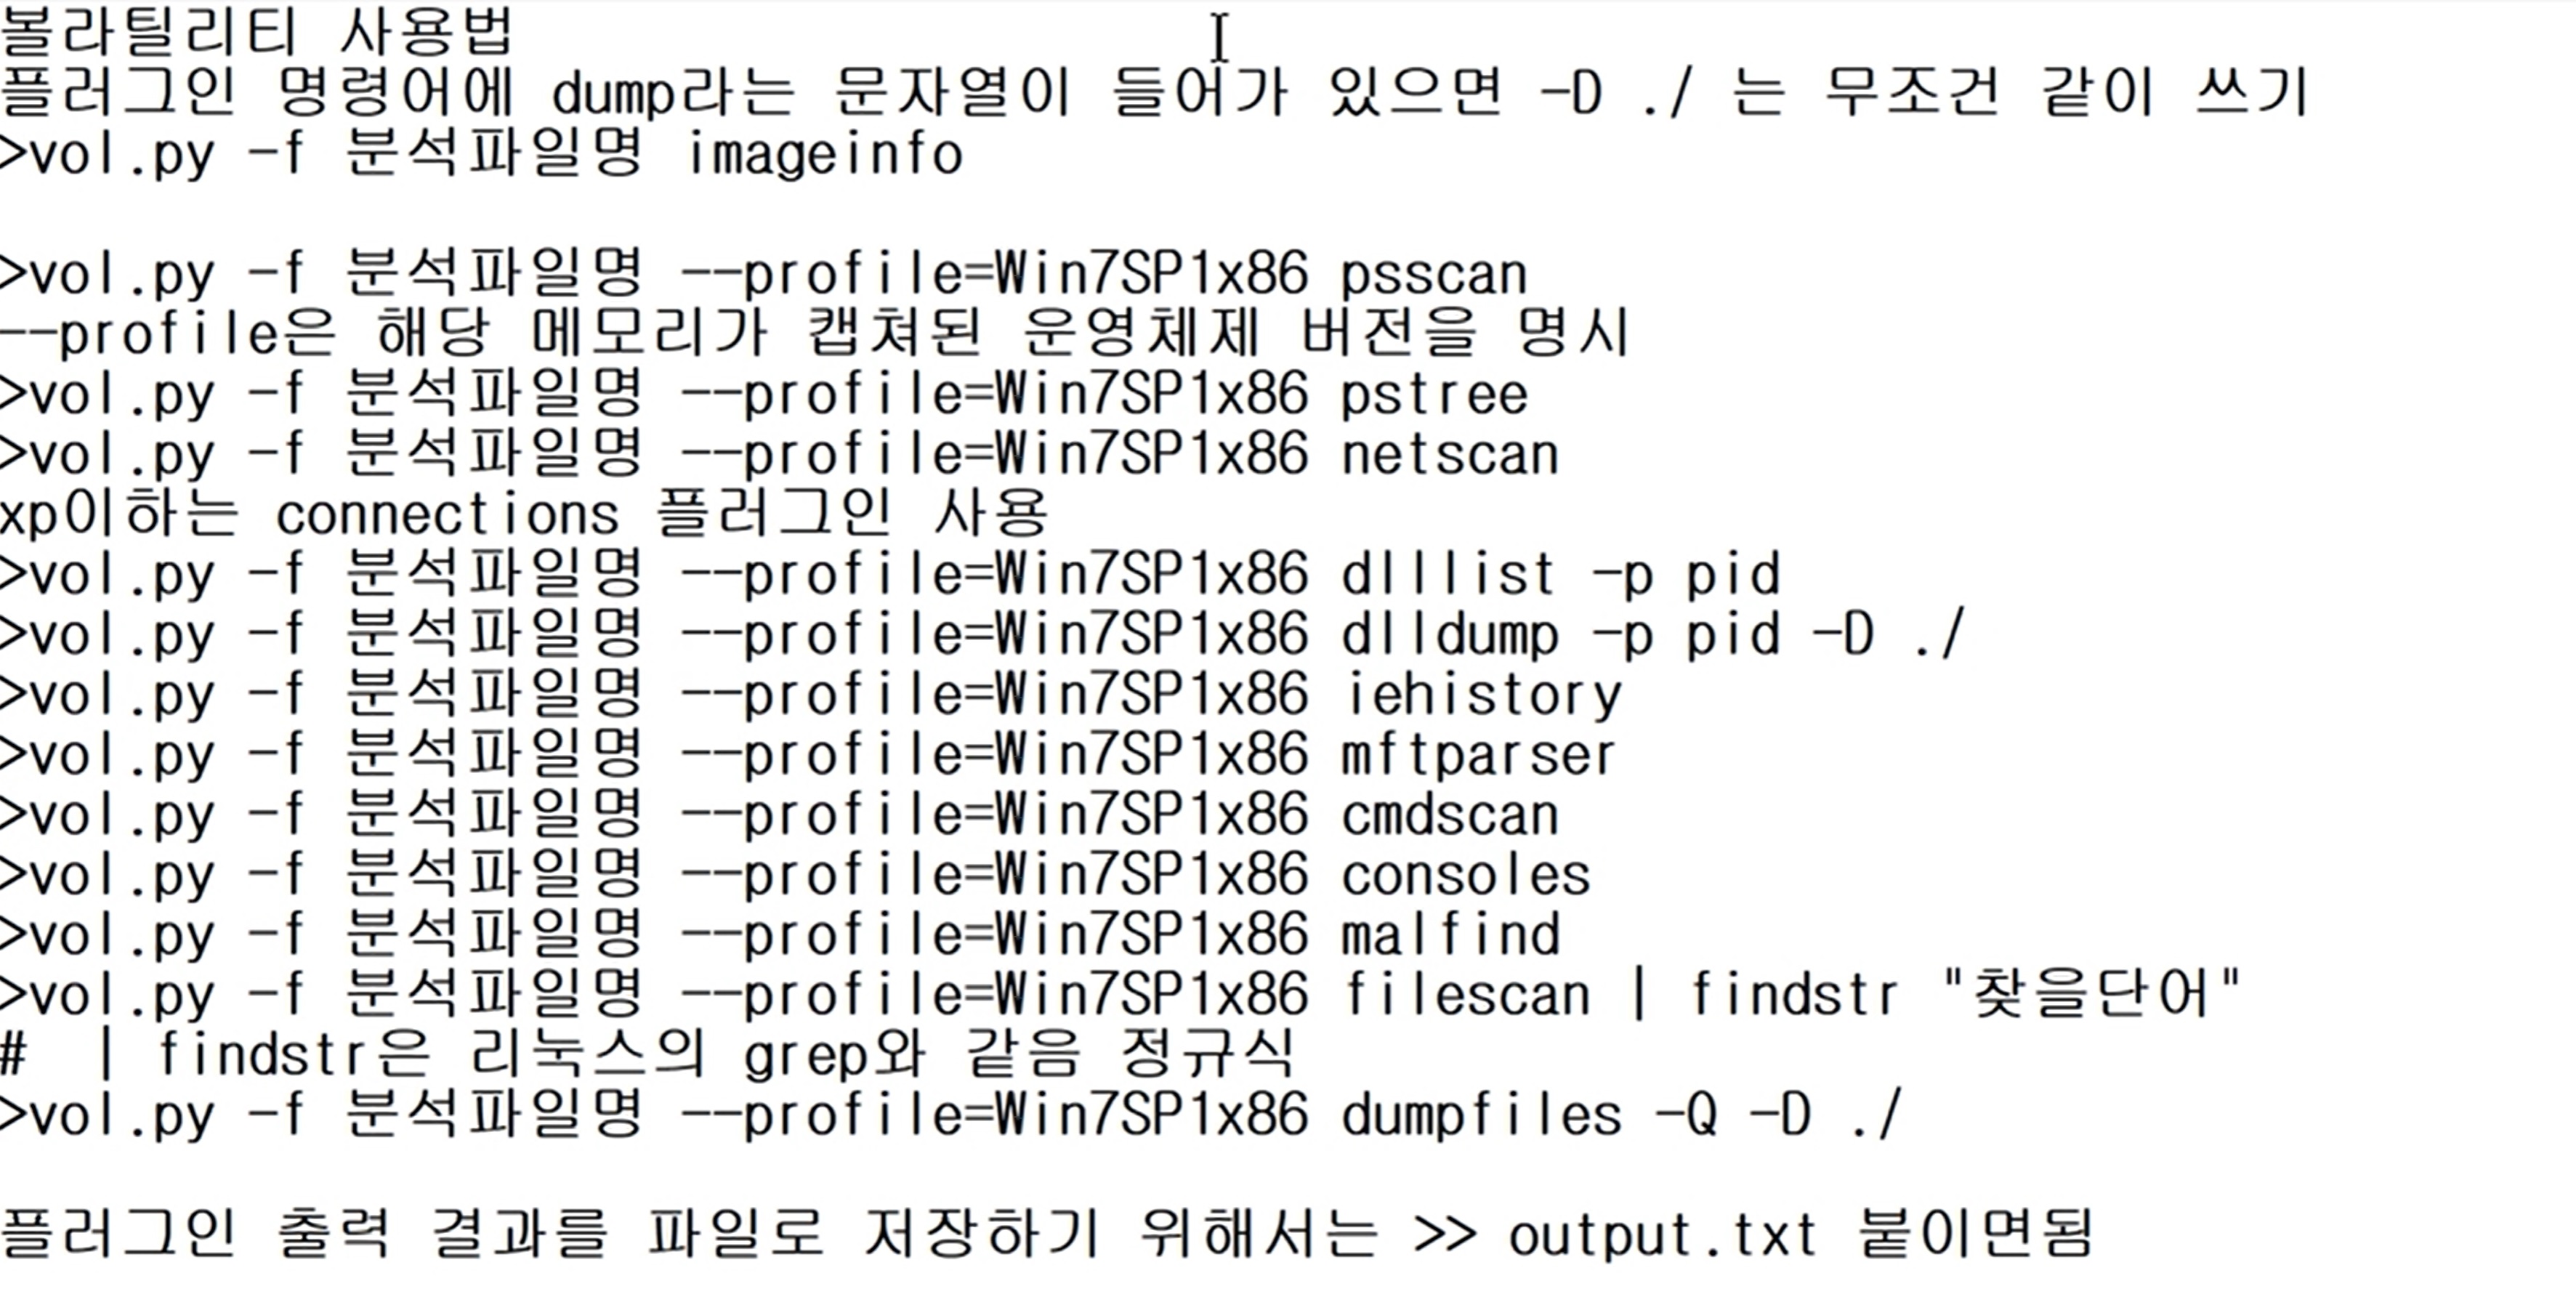 볼라틸리티 사용법
플러그인 명령어에 dump라는 문자열이 들어가 있으면 -D ./ 는 무조건 같이 쓰기
>vol.py -f 분석파일명 imageinfo
>vol.py -f 분석파일명 --profile=Win7SP1x86 psscan
--profile은 해당 메모리가 캡쳐된 운영체제 버전을 명시
>vol.py -f 분석파일명 --profile=Win7SP1x86 pstree
>vol.py -f 분석파일명 --profile=Win7SP1x86 netscan
xp이하는 connections 플러그인 사용
>vol.py -f 분석파일명 --profile=Win7SP1x86 dlllist -p pid
>vol.py -f 분석파일명 --profile=Win7SP1x86 dlldump -p pid -D ./
>vol.py -f 분석파일명 --profile=Win7SP1x86 iehistory
>vol.py -f 분석파일명 --profile=Win7SP1x86 mftparser
>vol.py -f 분석파일명 --profile=Win7SP1x86 cmdscan
>vol.py -f 분석파일명 --profile=Win7SP1x86 consoles
>vol.py -f 분석파일명 --profile=Win7SP1x86 malfind
>vol.py -f 분석파일명 --profile=Win7SP1x86 filescan | findstr "찾을단어"
#  | findstr은 리눅스의 grep와 같음 정규식
>vol.py -f 분석파일명 --profile=Win7SP1x86 dumpfiles -Q -D ./
플러그인 출력 결과를 파일로 저장하기 위해서는 >> output.txt 붙이면됨